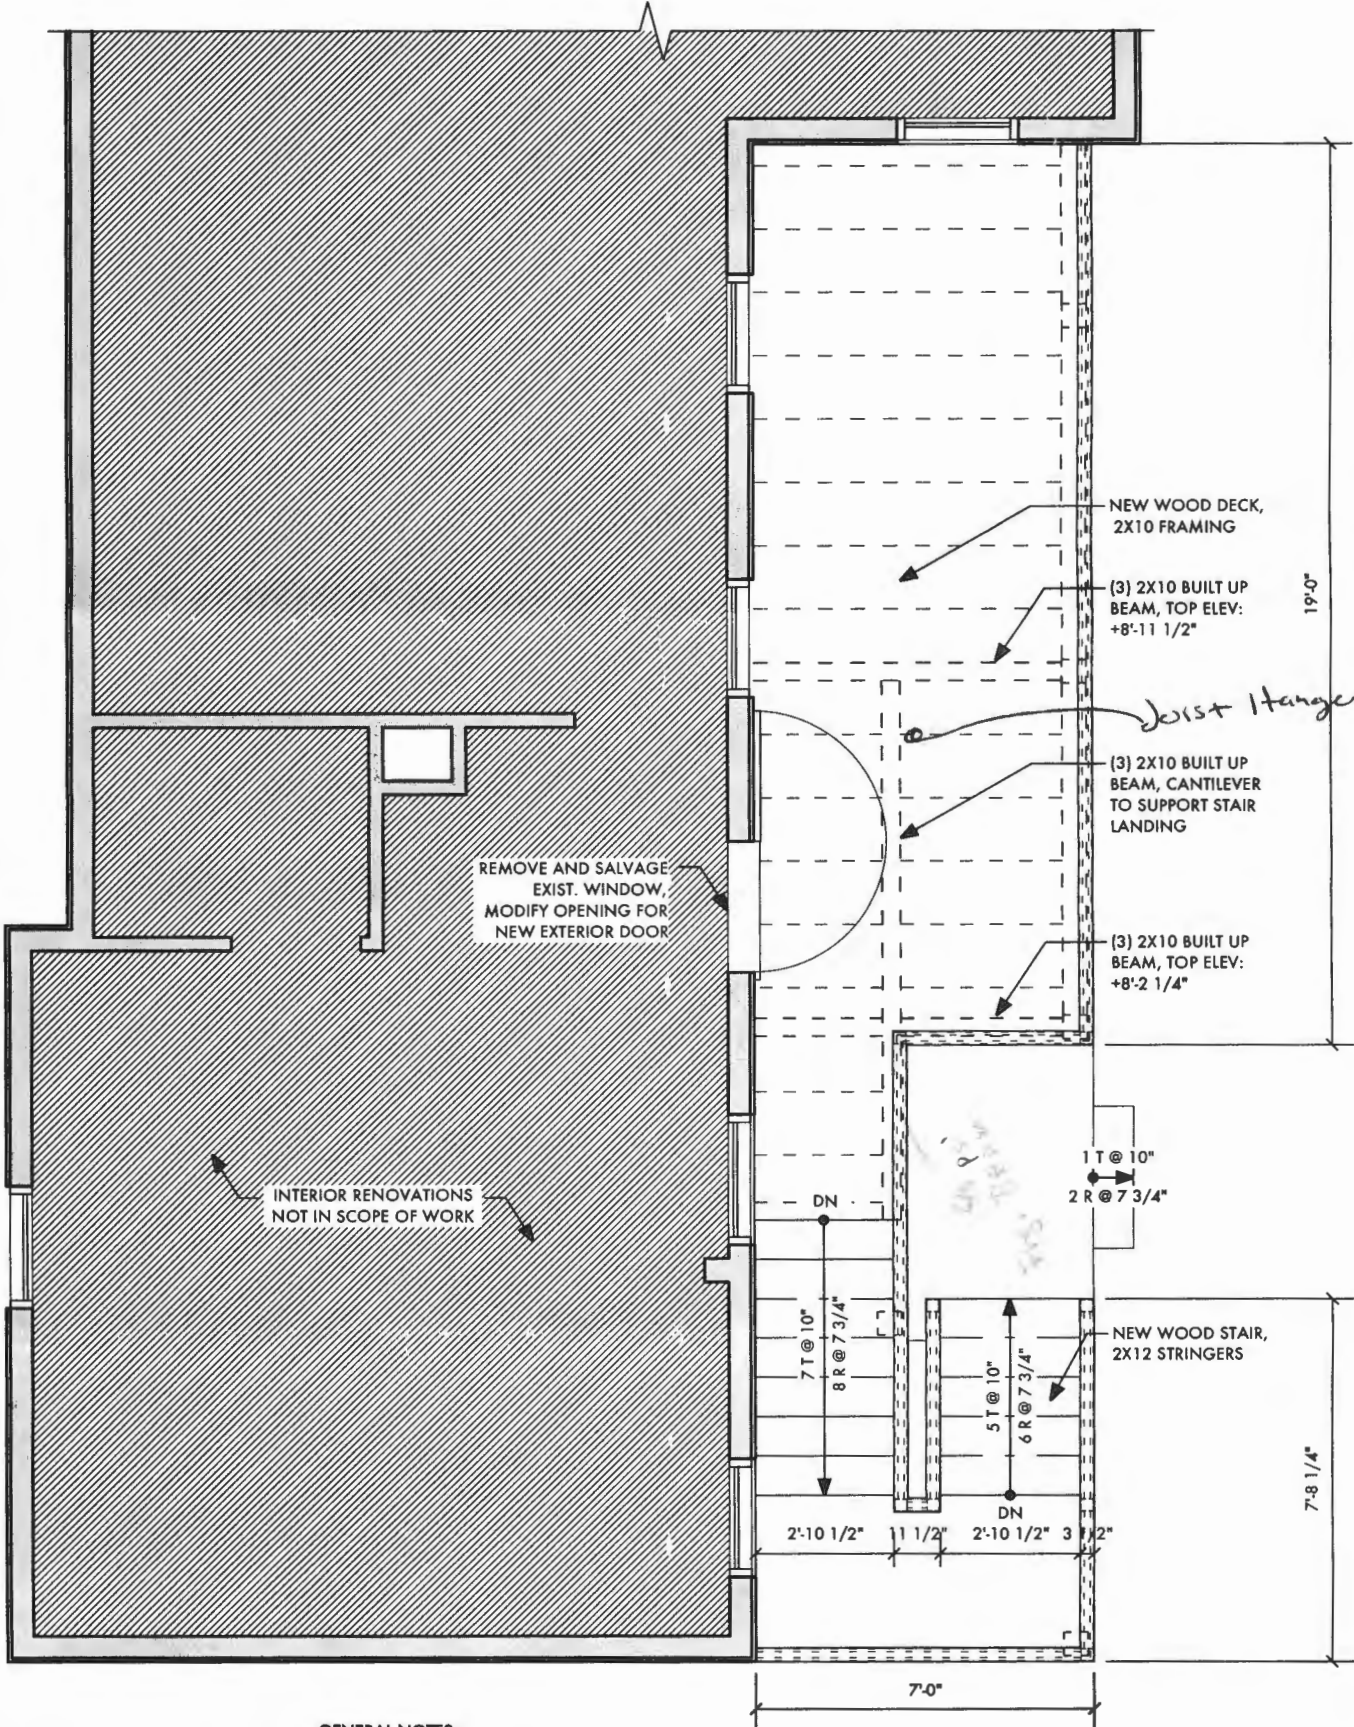 NEW WOOD DECK,
2X10 FRAMING
(3) 2X10 BUILT UP
BEAM, TOP ELEV:
+8'-11 1/2"
19'-0"
Joist Hange
(3) 2X10 BUILT UP
BEAM, CANTILEVER
TO SUPPORT STAIR
LANDING
REMOVE AND SALVAGE
EXIST. WINDOW,
MODIFY OPENING FOR
NEW EXTERIOR DOOR
(3) 2X10 BUILT UP
BEAM, TOP ELEV:
+8'-2 1/4"
1 T @ 10"
2 R @ 7 3/4"
INTERIOR RENOVATIONS
NOT IN SCOPE OF WORK
DN
7 T @ 10"
8 R @ 7 3/4"
5 T @ 10"
6 R @ 7 3/4"
NEW WOOD STAIR,
2X12 STRINGERS
7'-8 1/4"
DN
2'-10 1/2" 11 1/2" 2'-10 1/2" 3 1/2"
7'-0"
GENERAL NOTES